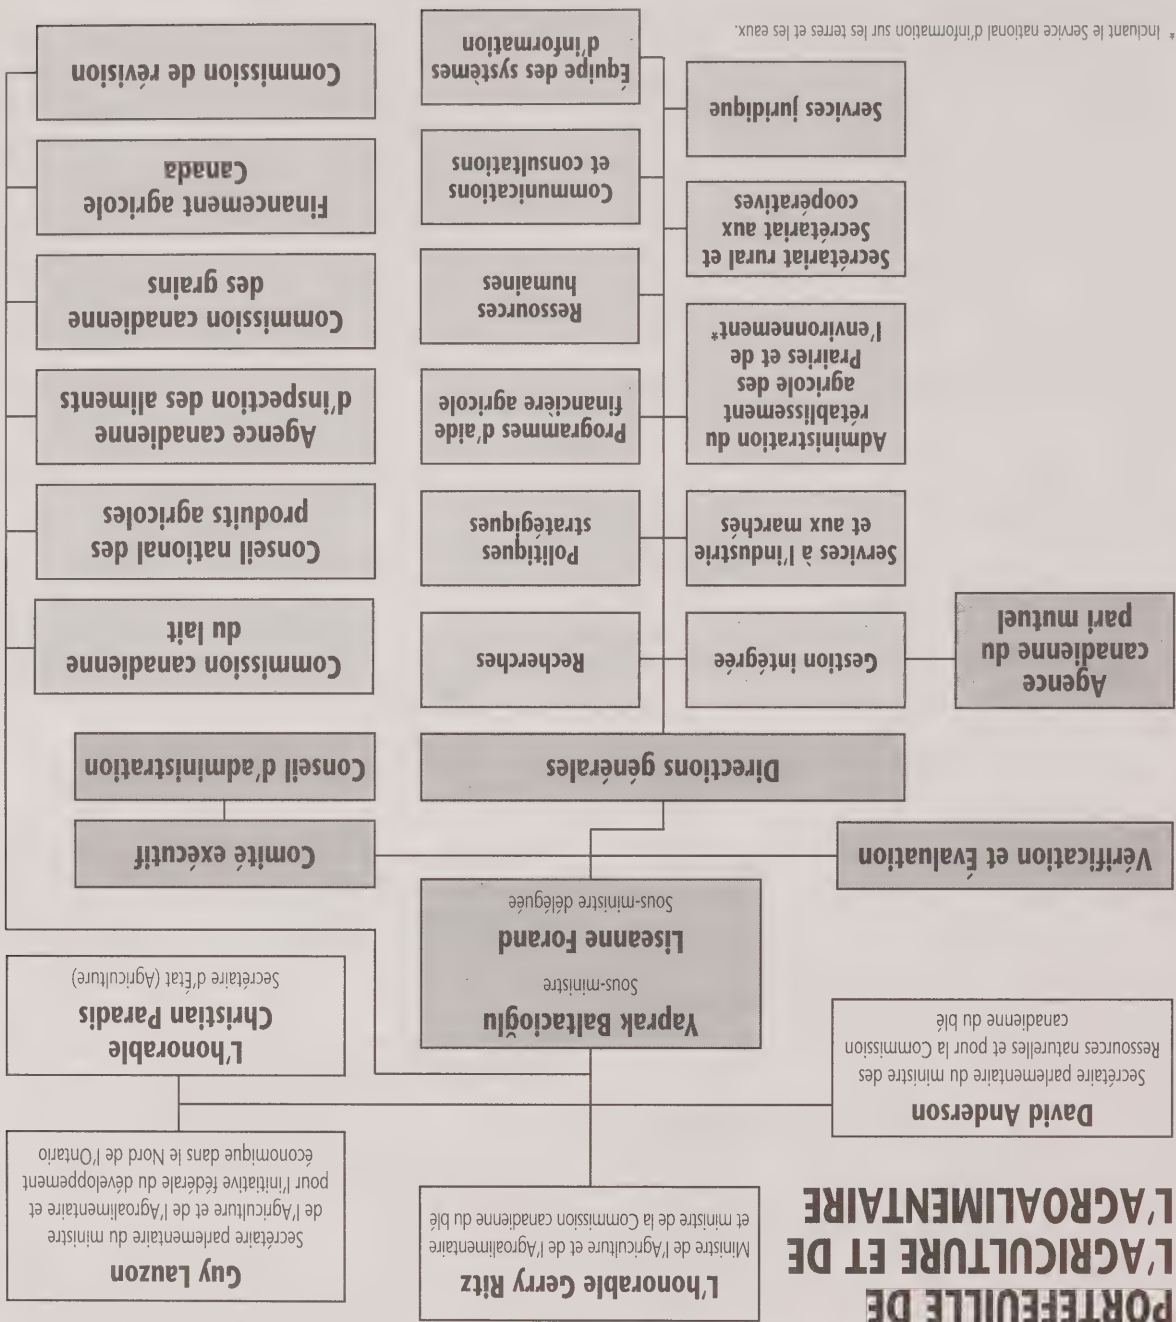 PORTEFEUILLE DE
L'AGRICULTURE ET DE
L'AGROALIMENTAIRE
L'honorable Gerry Ritz
Ministre de l'Agriculture et de l'Agroalimentaire
et ministre de la Commission canadienne du blé
Guy Lauzon
Secrétaire parlementaire du ministre
de l'Agriculture et de l'Agroalimentaire et
pour l'initiative fédérale du développement
économique dans le Nord de l'Ontario
David Anderson
Secrétaire parlementaire du ministre des
Ressources naturelles et pour la Commission
canadienne du blé
L'honorable
Christian Paradis
Secrétaire d'État (Agriculture)
Yaprak Baltacioğlu
Sous-ministre
Liseanne Forand
Sous-ministre déléguée
Vérification et Évaluation
Comité exécutif
Conseil d'administration
Directions générales
Agence
canadienne du
pari mutuel
Gestion intégrée
Recherches
Services à l'industrie
et aux marchés
Politiques
stratégiques
Administration du
rétablissement
agricole des
Prairies et de
l'environnement*
Programmes d'aide
financière agricole
Ressources
humaines
Secrétariat rural et
Secrétariat aux
coopératives
Communications
et consultations
Services juridique
Équipe des systèmes
d'information
Commission canadienne
du lait
Conseil national des
produits agricoles
Agence canadienne
d'inspection des aliments
Commission canadienne
des grains
Financement agricole
Canada
Commission de révision
* Incluant le Service national d'information sur les terres et les eaux.